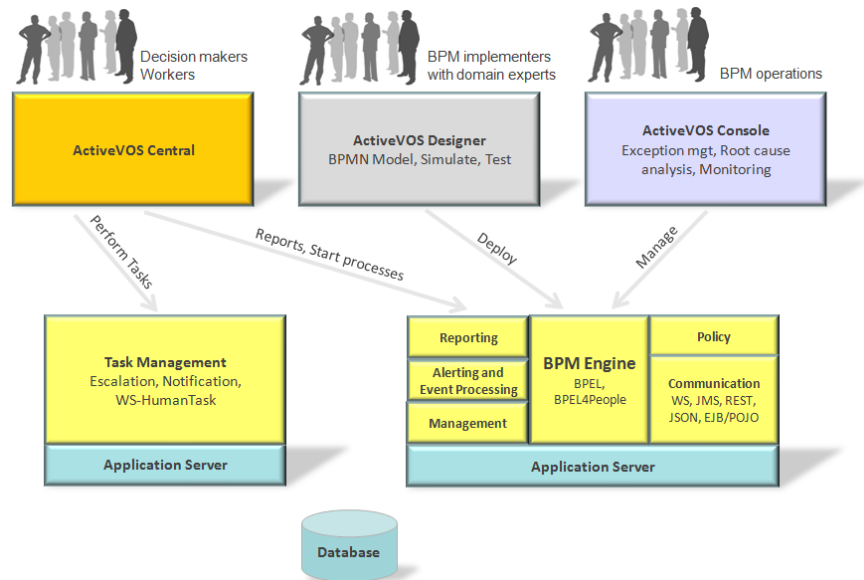 Decision makers
Workers
BPM implementers
with domain experts
BPM operations
ActiveVOS Central
ActiveVOS Designer
BPMN Model, Simulate, Test
ActiveVOS Console
Exception mgt, Root cause
analysis, Monitoring
Perform Tasks
Reports, Start processes
Deploy
Manage
Task Management
Escalation, Notification,
WS-HumanTask
Application Server
Reporting
Alerting and
Event Processing
Management
BPM Engine
BPEL,
BPEL4People
Policy
Communication
WS, JMS, REST,
JSON, EJB/POJO
Application Server
Database